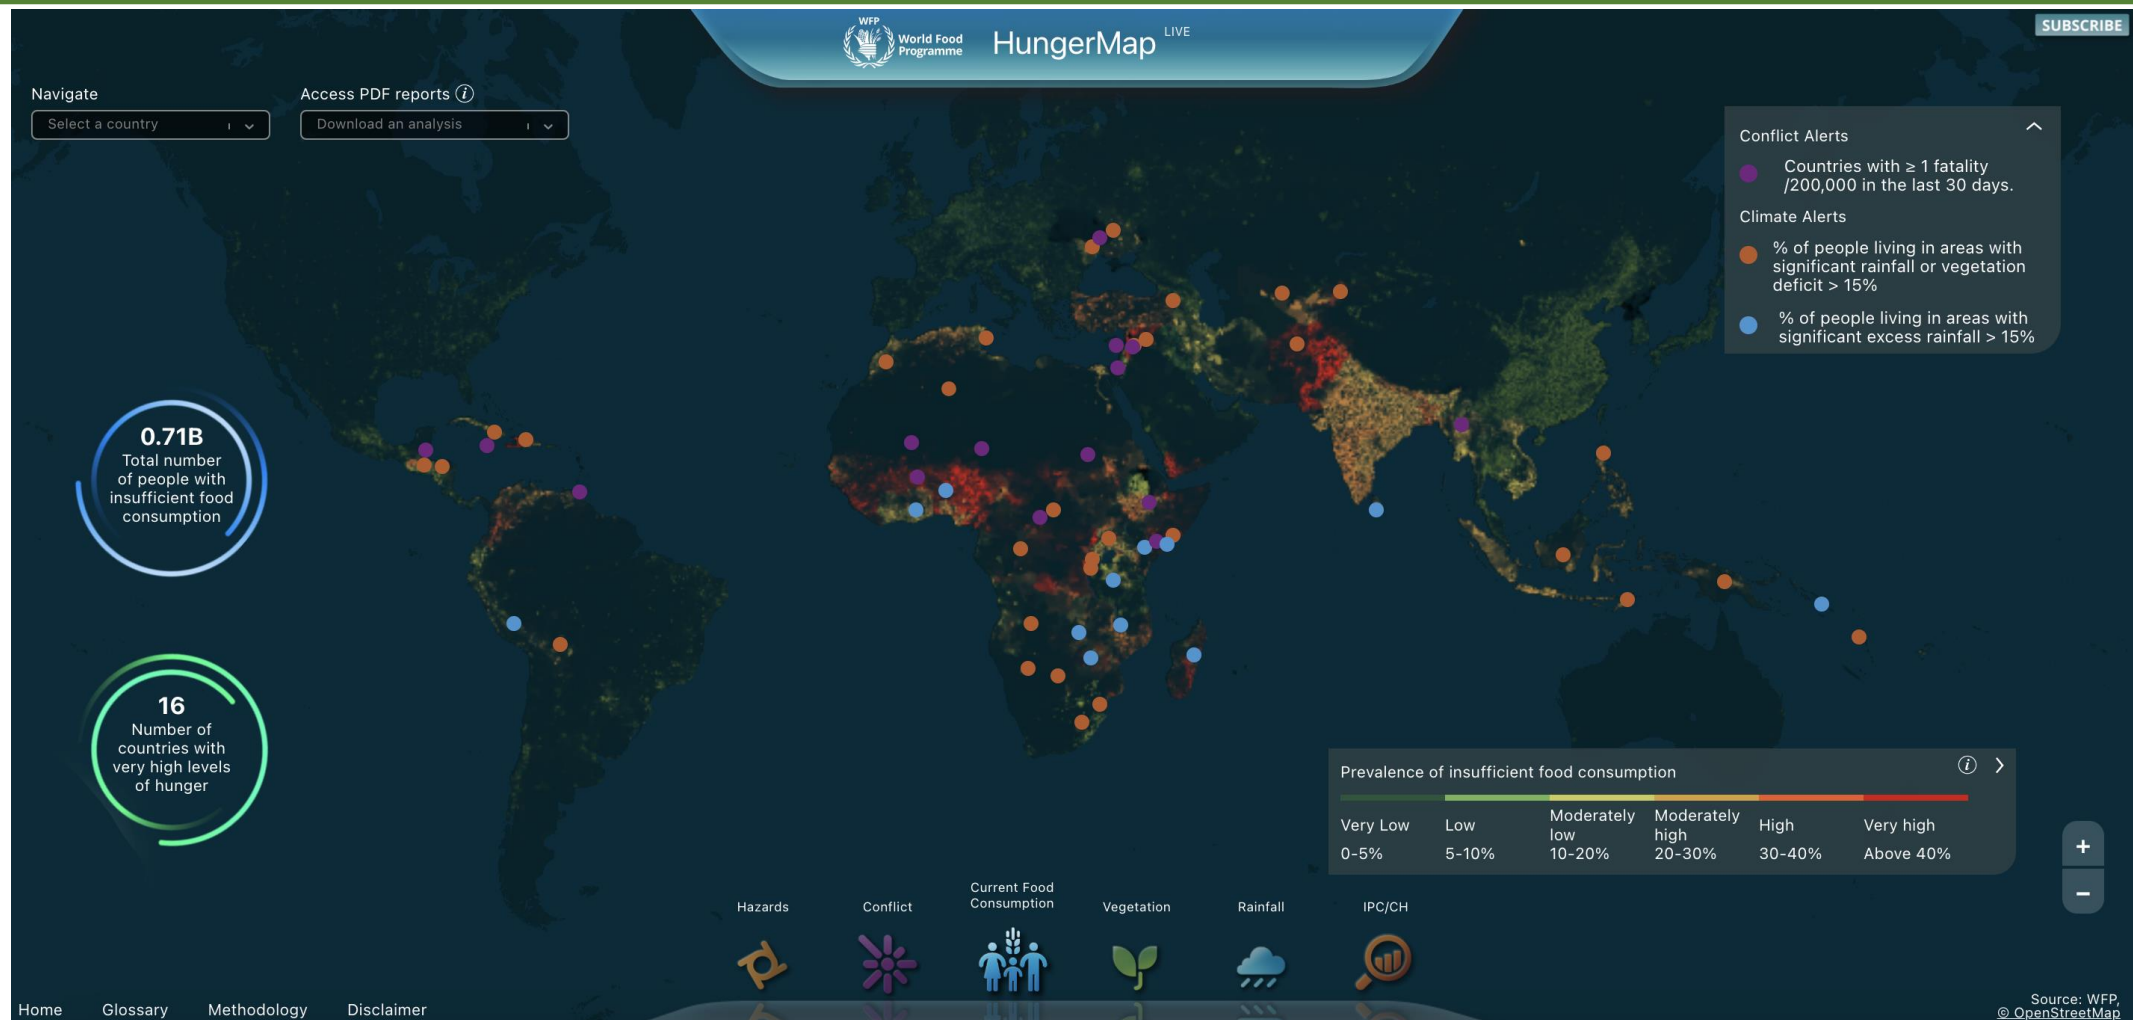 WFP
World Food
Programme
HungerMap LIVE
SUBSCRIBE
Navigate
Select a country
Access PDF reports i
Download an analysis
Conflict Alerts
Countries with ≥ 1 fatality
/200,000 in the last 30 days.
Climate Alerts
% of people living in areas with
significant rainfall or vegetation
deficit > 15%
% of people living in areas with
significant excess rainfall > 15%
0.71B
Total number
of people with
insufficient food
consumption
16
Number of
countries with
very high levels
of hunger
Prevalence of insufficient food consumption i
Very Low
0-5%
Low
5-10%
Moderately
low
10-20%
Moderately
high
20-30%
High
30-40%
Very high
Above 40%
+
−
Hazards
Conflict
Current Food
Consumption
Vegetation
Rainfall
IPC/CH
Home
Glossary
Methodology
Disclaimer
Source: WFP,
© OpenStreetMap